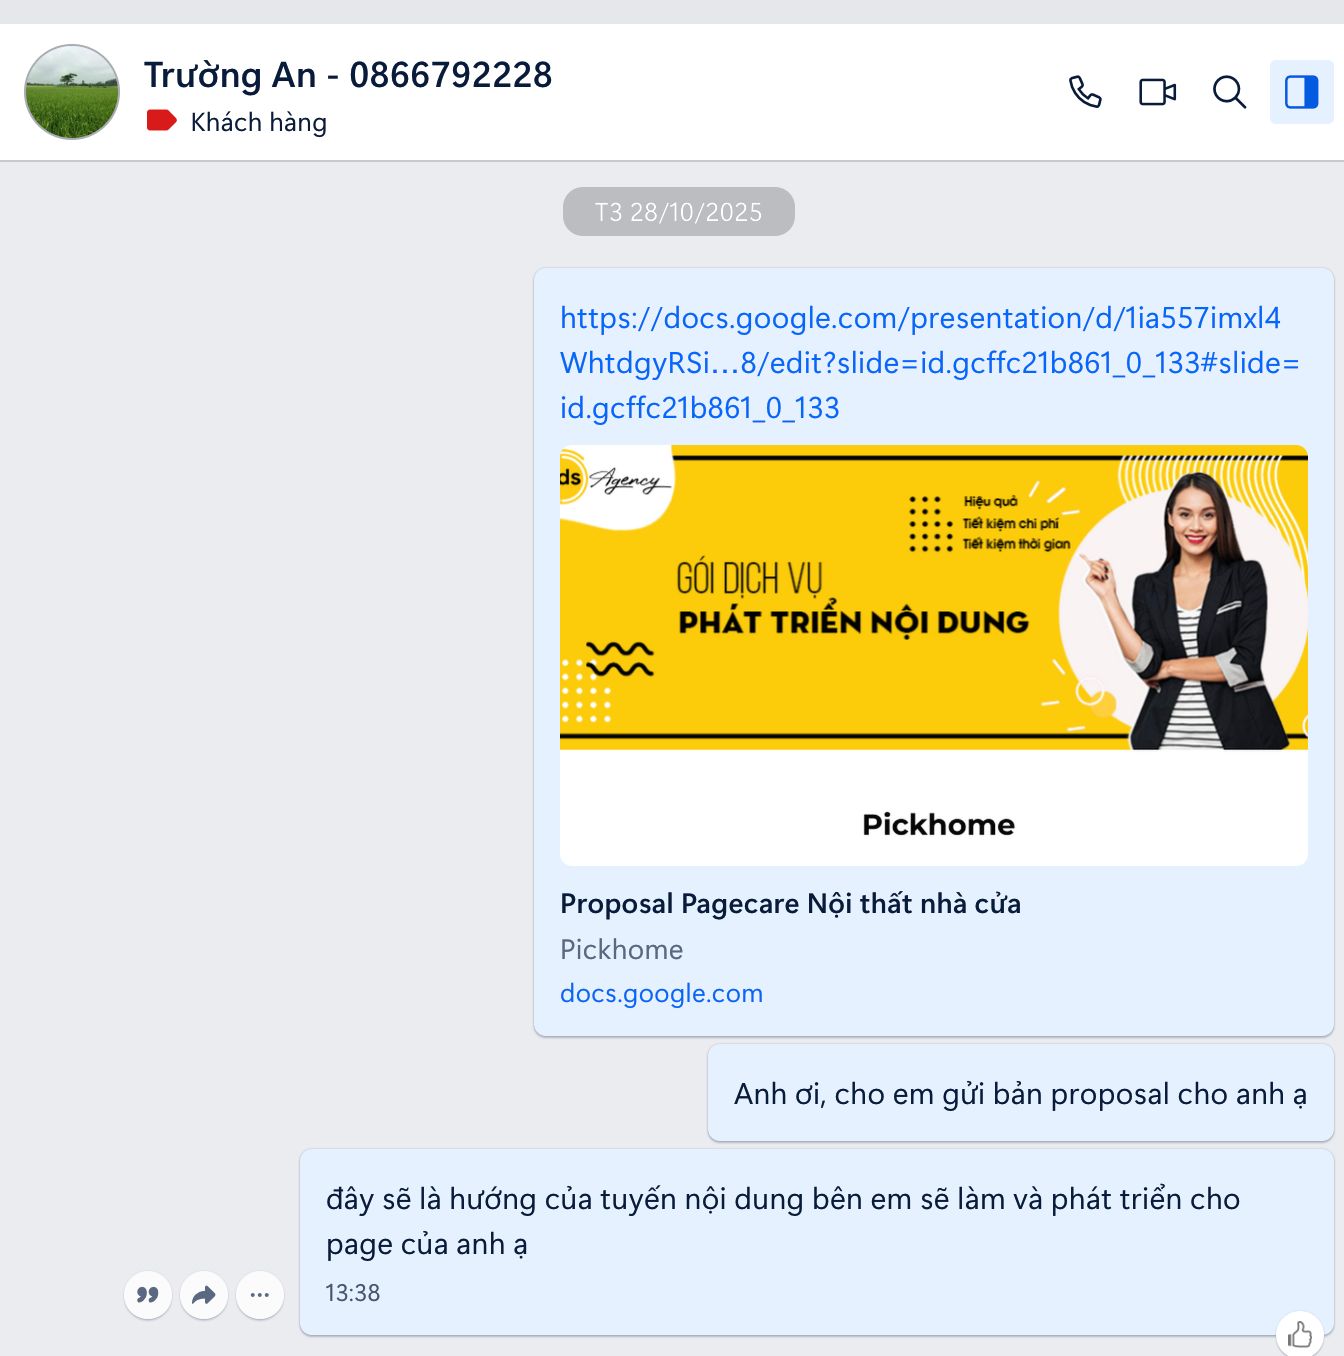 Trường An - 0866792228
Khách hàng
T3 28/10/2025
https://docs.google.com/presentation/d/1ia557imxl4
WhtdgyRSi...8/edit?slide=id.gcffc21b861_0_133#slide=
id.gcffc21b861_0_133
ds Agency
Hiệu quả
Tiết kiệm chi phí
Tiết kiệm thời gian
GÓI DỊCH VỤ
PHÁT TRIỂN NỘI DUNG
Pickhome
Proposal Pagecare Nội thất nhà cửa
Pickhome
docs.google.com
Anh ơi, cho em gửi bản proposal cho anh ạ
đây sẽ là hướng của tuyến nội dung bên em sẽ làm và phát triển cho
page của anh ạ
13:38